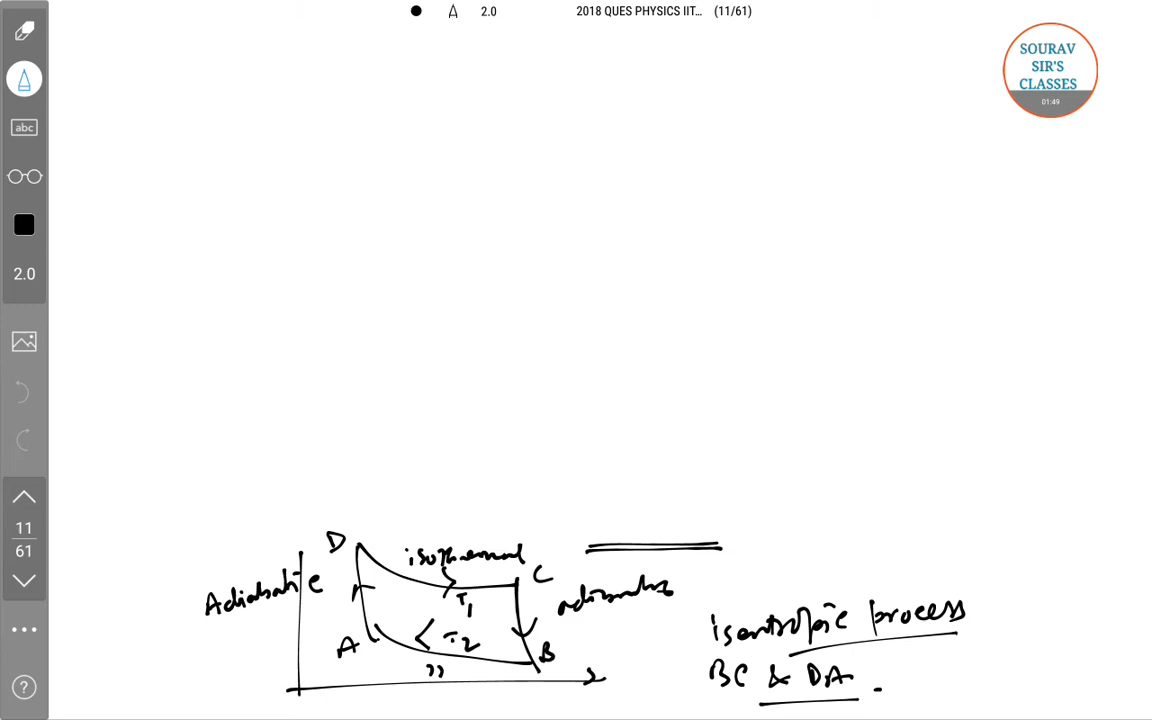 2.0
2018 QUES PHYSICS IIT... (11/61)
SOURAV
SIR'S
CLASSES
01:49
abc
2.0
11
61
D
isothermal
C
Adiabatic
T1
adiabatic
A
T2
B
"
isentropic process
BC & DA
?